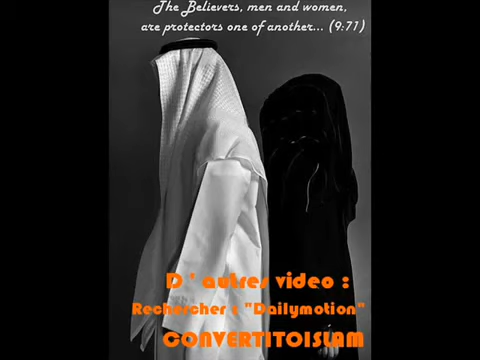 The Believers, men and women,
are protectors one of another... (9:71)
D ' autres video :
Rechercher : "Dailymotion"
CONVERTITOISLAM